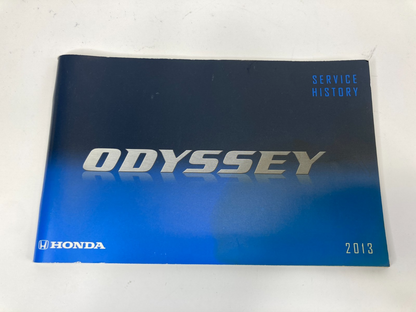 SERVICE
HISTORY
ODYSSEY
HONDA
2013